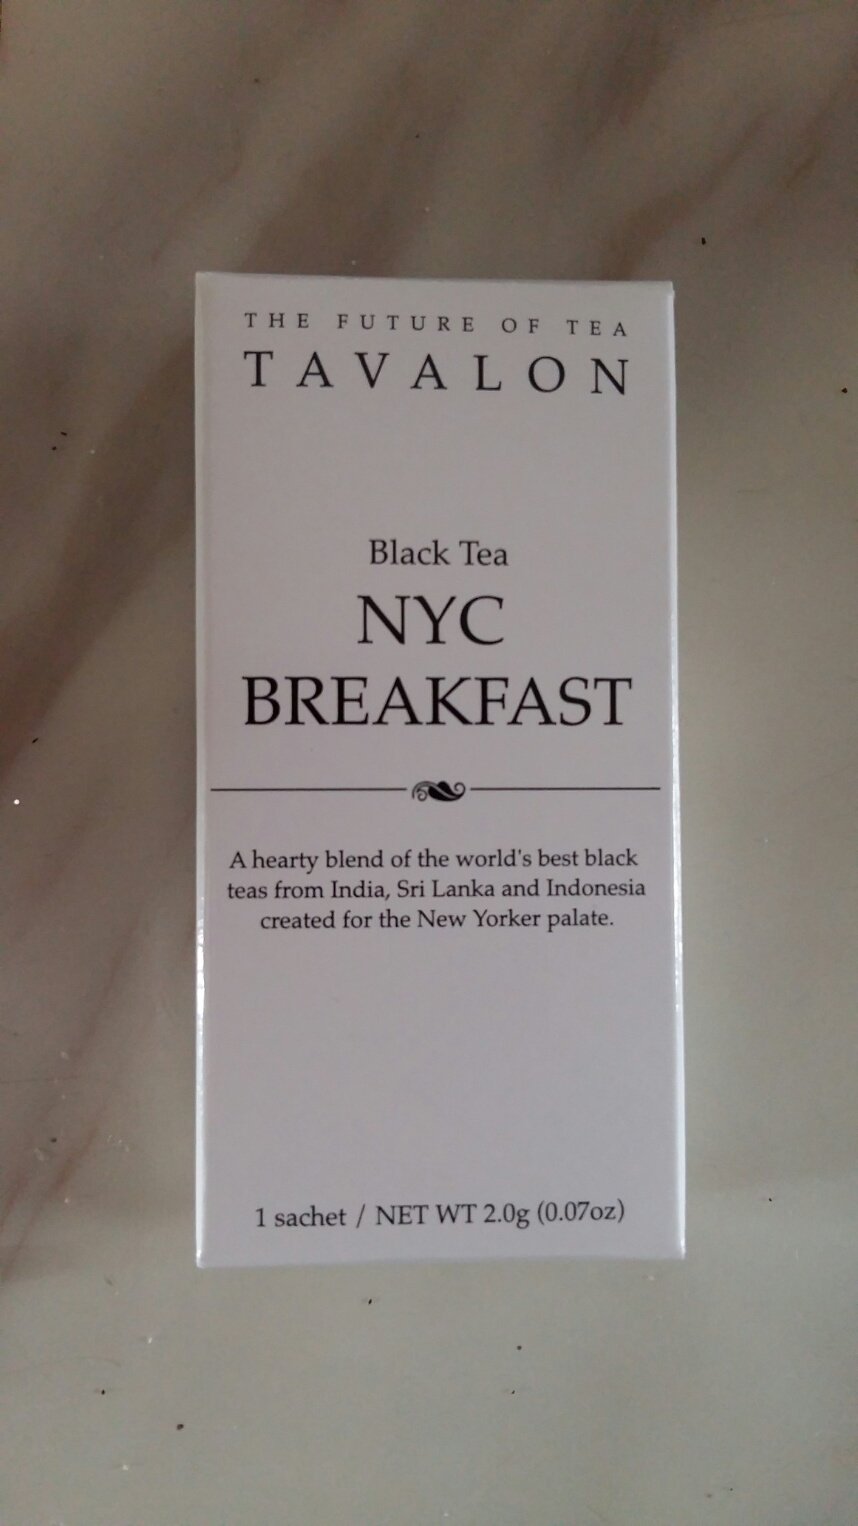 THE FUTURE OF TEA
TAVALON
Black Tea
NYC
BREAKFAST
A hearty blend of the world's best black
teas from India, Sri Lanka and Indonesia
created for the New Yorker palate.
1 sachet / NET WT 2.0g (0.07oz)